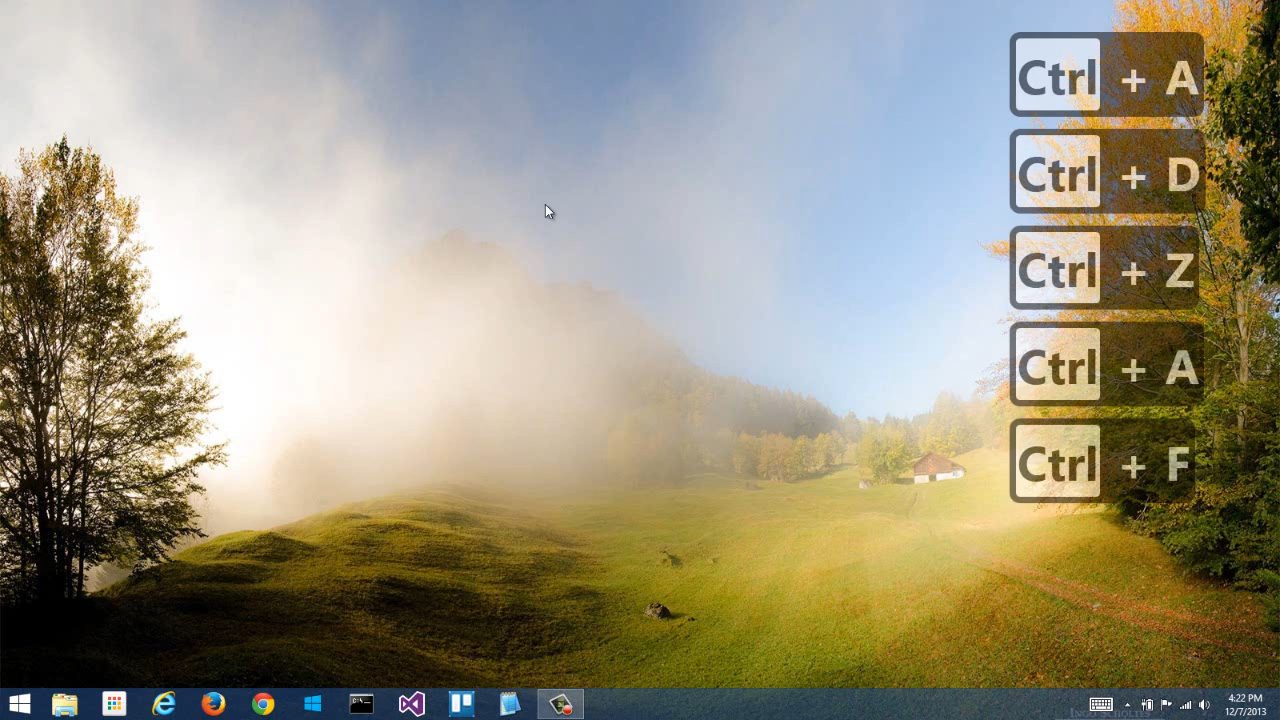 Ctrl + A
Ctrl + D
Ctrl + Z
Ctrl + A
Ctrl + F
4:22 PM
12/7/2013